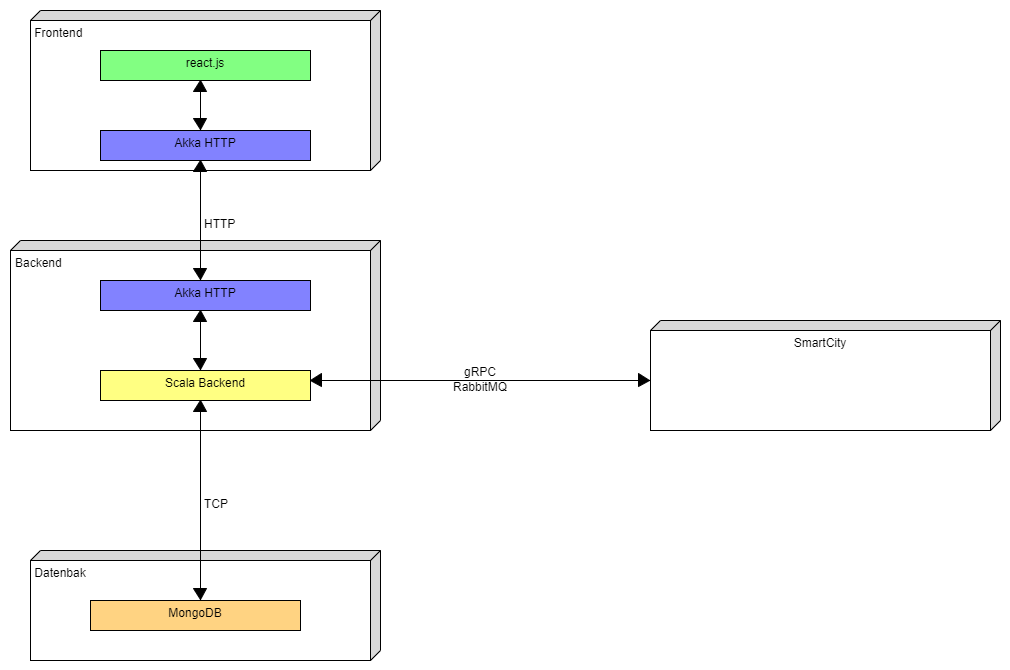 Frontend
react.js
Akka HTTP
HTTP
Backend
Akka HTTP
Scala Backend
gRPC
RabbitMQ
SmartCity
TCP
Datenbak
MongoDB